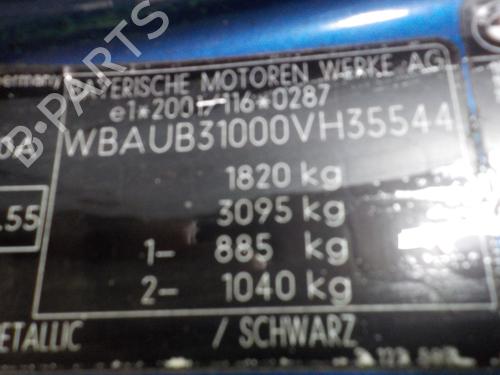 Germany
BAYERISCHE MOTOREN WERKE AG
e1*2001/116*0287
WBAUB31000VH35544
1820 kg
3095 kg
.55
1- 885 kg
2- 1040 kg
METALLIC / SCHWARZ